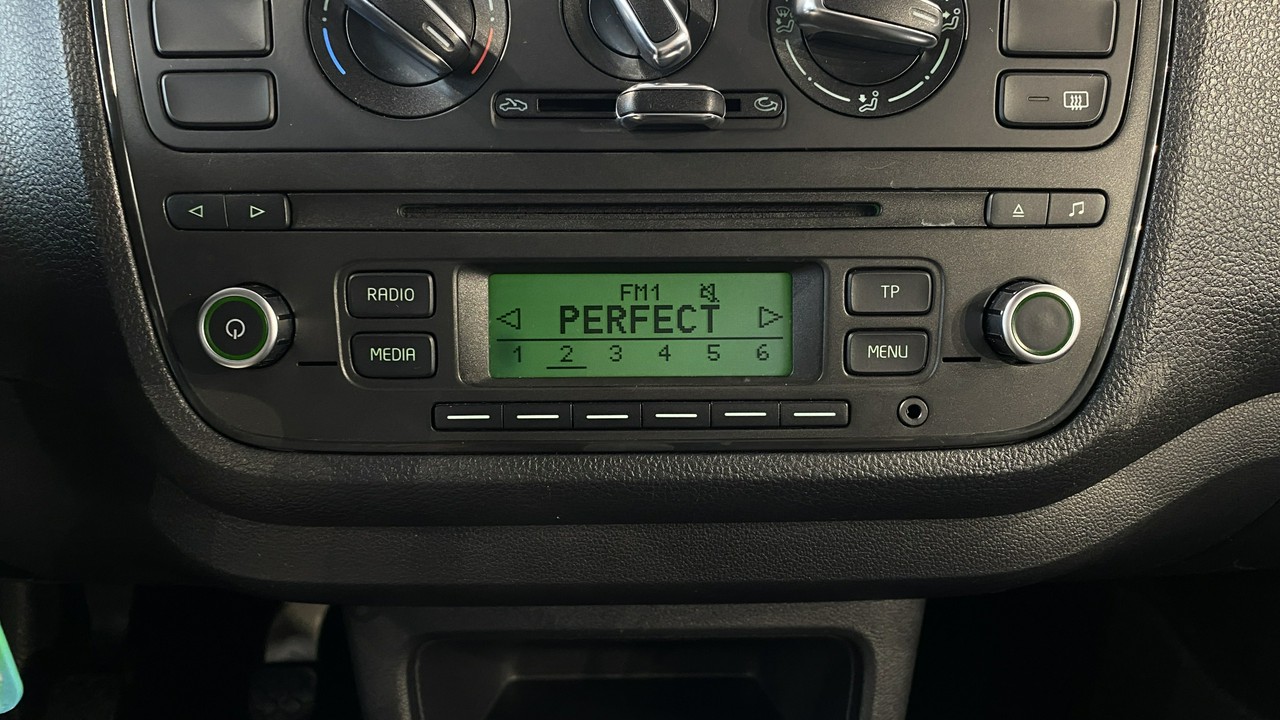 FM1
RADIO
PERFECT
TP
MEDIA
1 2 3 4 5 6
MENU